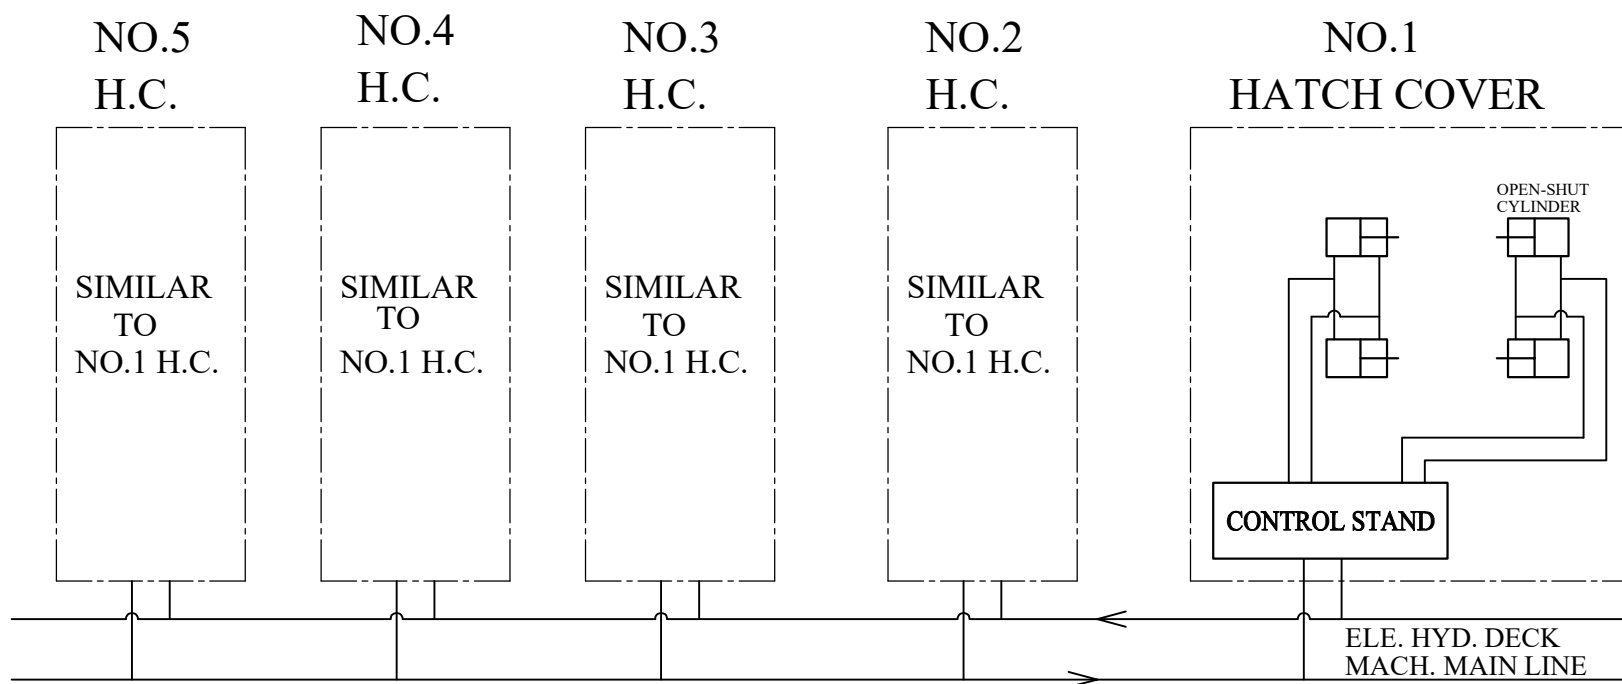 NO.5
H.C.
NO.4
H.C.
NO.3
H.C.
NO.2
H.C.
NO.1
HATCH COVER
SIMILAR
TO
NO.1 H.C.
SIMILAR
TO
NO.1 H.C.
SIMILAR
TO
NO.1 H.C.
SIMILAR
TO
NO.1 H.C.
OPEN-SHUT
CYLINDER
CONTROL STAND
ELE. HYD. DECK
MACH. MAIN LINE